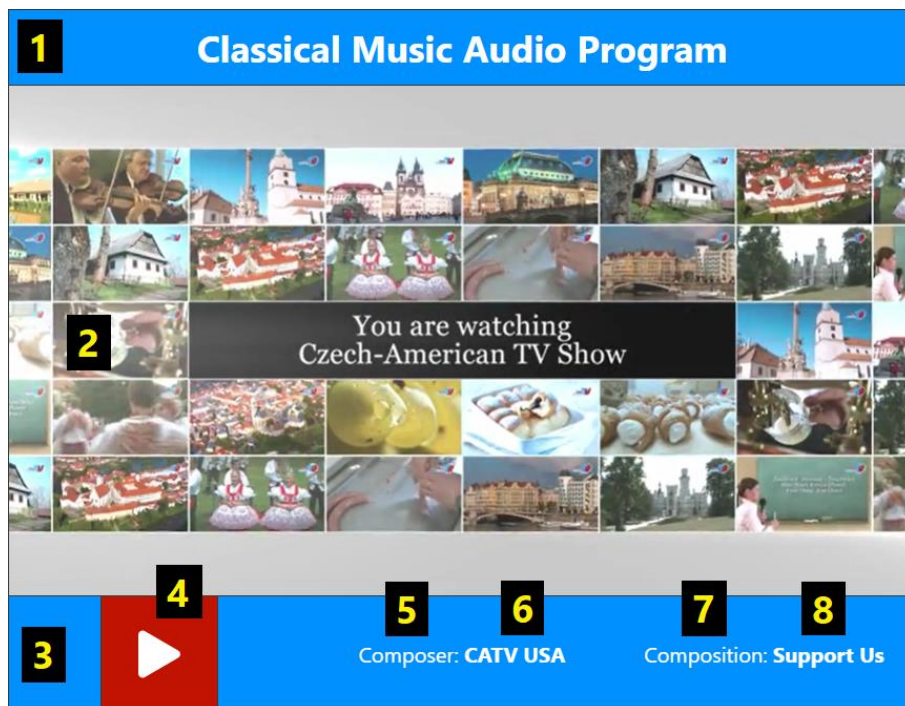 1
Classical Music Audio Program
2
You are watching
Czech-American TV Show
3
4
5
6
7
8
Composer: CATV USA
Composition: Support Us